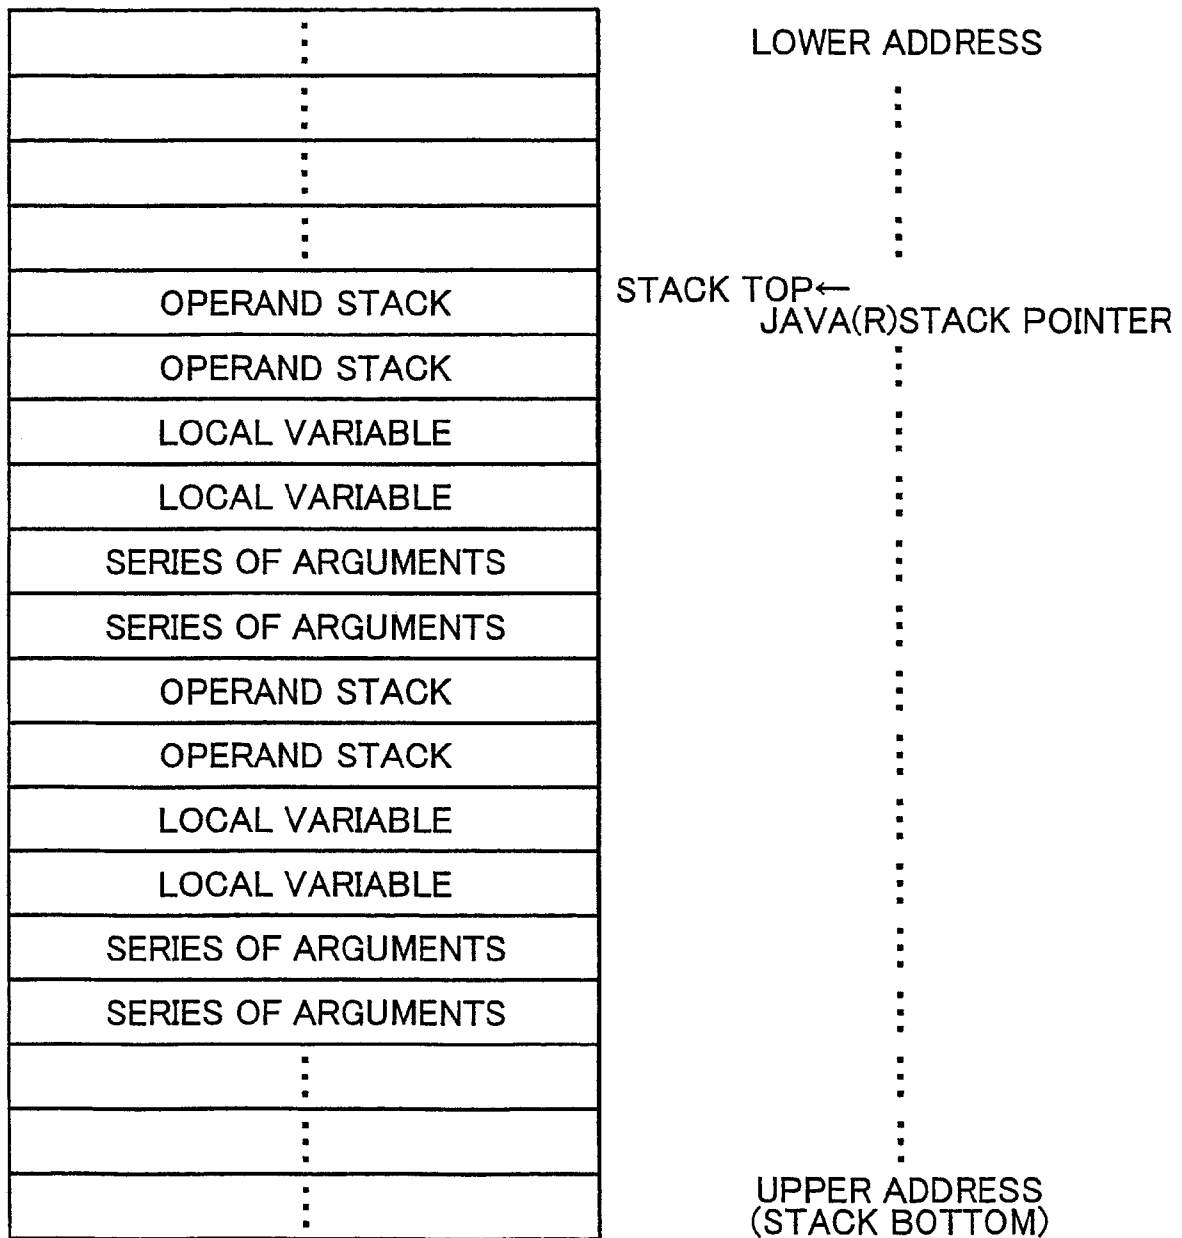 LOWER ADDRESS
OPERAND STACK
STACK TOP←
JAVA(R)STACK POINTER
OPERAND STACK
LOCAL VARIABLE
LOCAL VARIABLE
SERIES OF ARGUMENTS
SERIES OF ARGUMENTS
OPERAND STACK
OPERAND STACK
LOCAL VARIABLE
LOCAL VARIABLE
SERIES OF ARGUMENTS
SERIES OF ARGUMENTS
UPPER ADDRESS
(STACK BOTTOM)